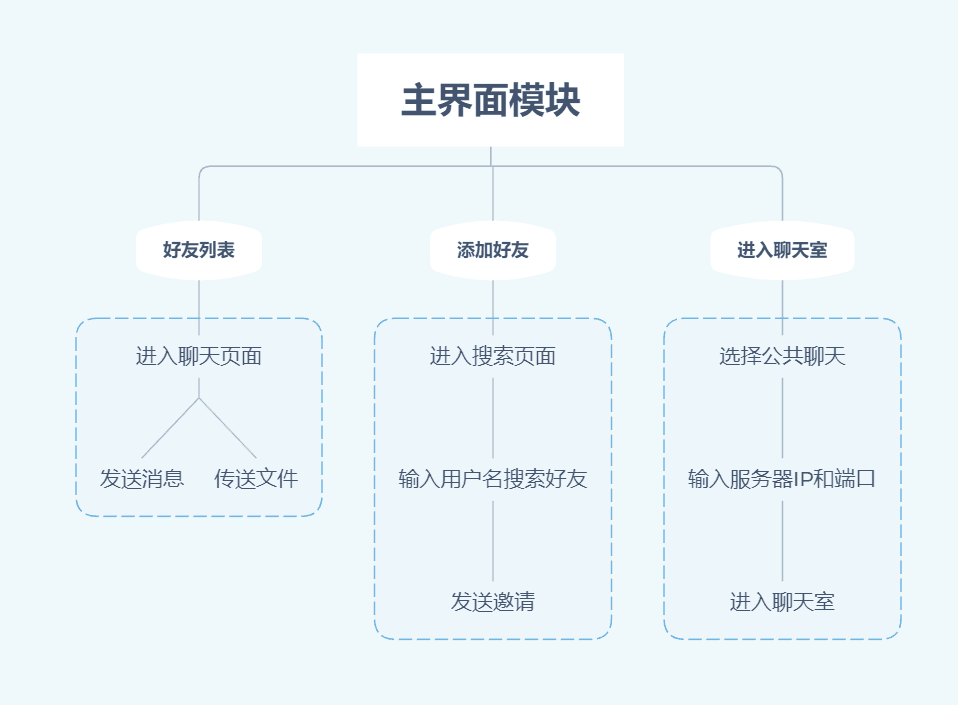 主界面模块
好友列表
添加好友
进入聊天室
进入聊天页面
进入搜索页面
选择公共聊天
发送消息
传送文件
输入用户名搜索好友
输入服务器IP和端口
发送邀请
进入聊天室